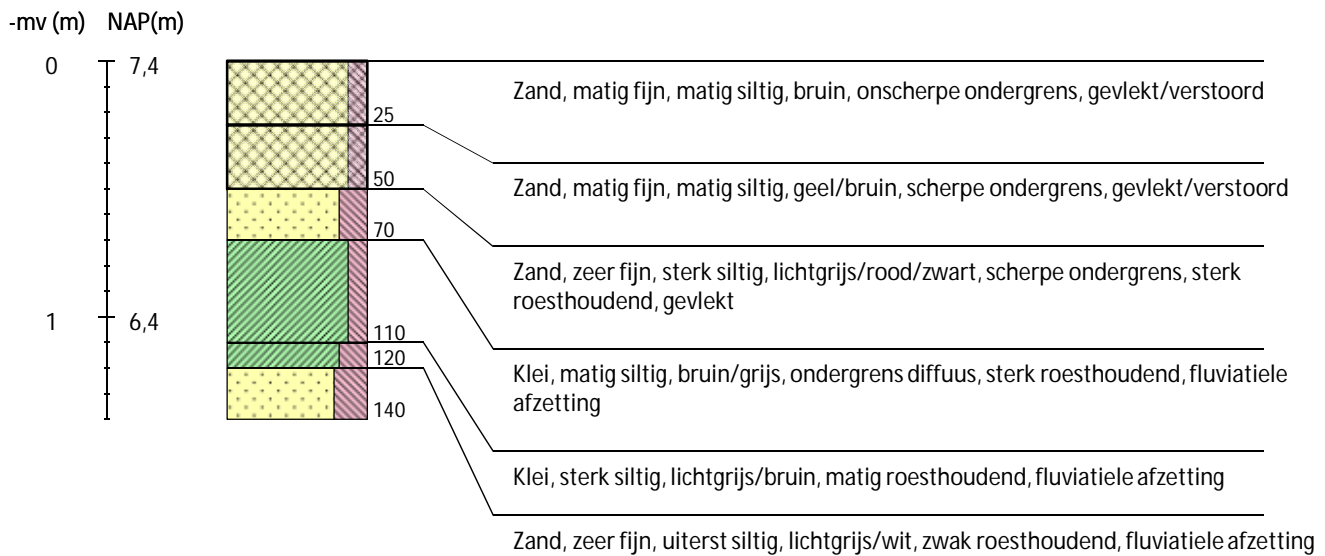 -mv (m) NAP(m)
0 7,4
Zand, matig fijn, matig siltig, bruin, onscherpe ondergrens, gevlekt/verstoord
25
Zand, matig fijn, matig siltig, geel/bruin, scherpe ondergrens, gevlekt/verstoord
50
Zand, zeer fijn, sterk siltig, lichtgrijs/rood/zwart, scherpe ondergrens, sterk
roesthoudend, gevlekt
70
1 6,4
Klei, matig siltig, bruin/grijs, ondergrens diffuus, sterk roesthoudend, fluviatiele
afzetting
110
Klei, sterk siltig, lichtgrijs/bruin, matig roesthoudend, fluviatiele afzetting
120
Zand, zeer fijn, uiterst siltig, lichtgrijs/wit, zwak roesthoudend, fluviatiele afzetting
140